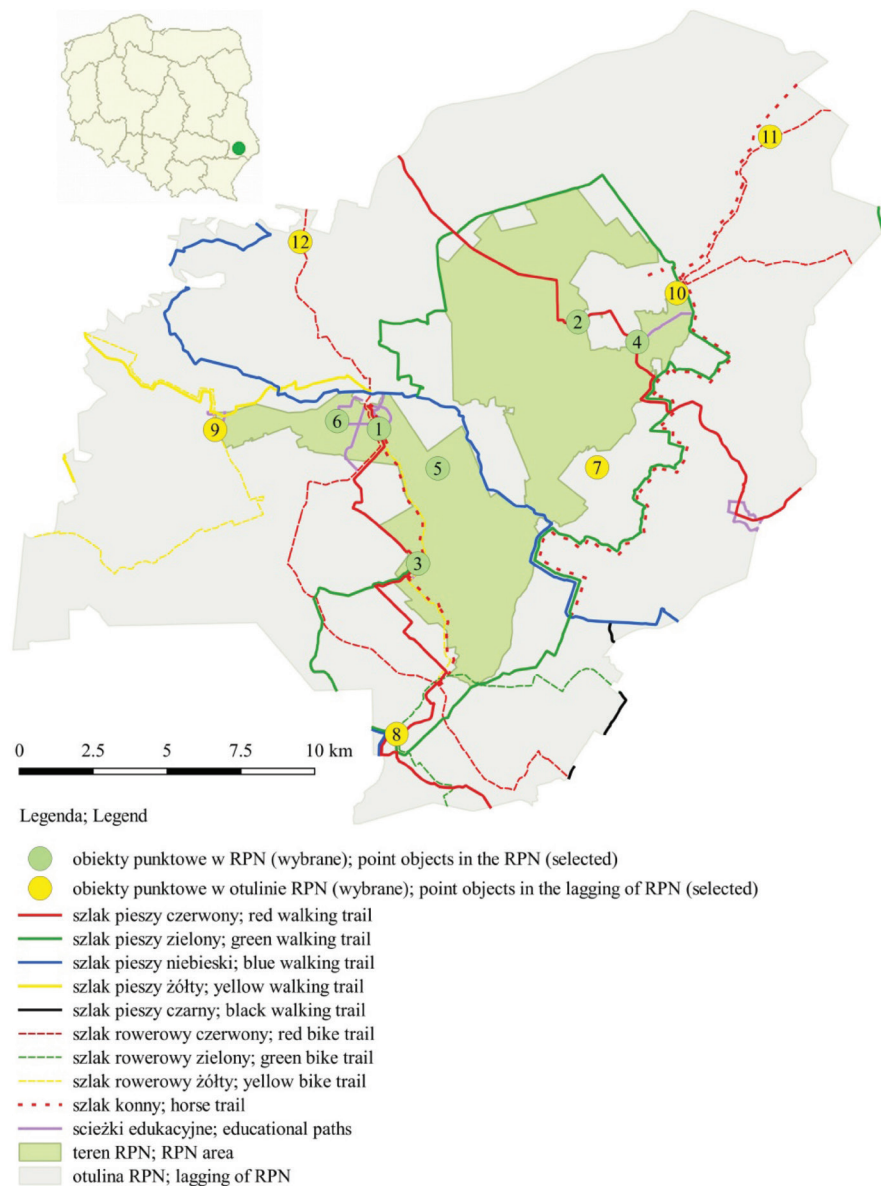 11
12
10
2
4
6
1
9
5
7
3
8
0 2.5 5 7.5 10 km
Legenda; Legend
obiekty punktowe w RPN (wybrane); point objects in the RPN (selected)
obiekty punktowe w otulinie RPN (wybrane); point objects in the lagging of RPN (selected)
szlak pieszy czerwony; red walking trail
szlak pieszy zielony; green walking trail
szlak pieszy niebieski; blue walking trail
szlak pieszy żółty; yellow walking trail
szlak pieszy czarny; black walking trail
szlak rowerowy czerwony; red bike trail
szlak rowerowy zielony; green bike trail
szlak rowerowy żółty; yellow bike trail
szlak konny; horse trail
scieżki edukacyjne; educational paths
teren RPN; RPN area
otulina RPN; lagging of RPN